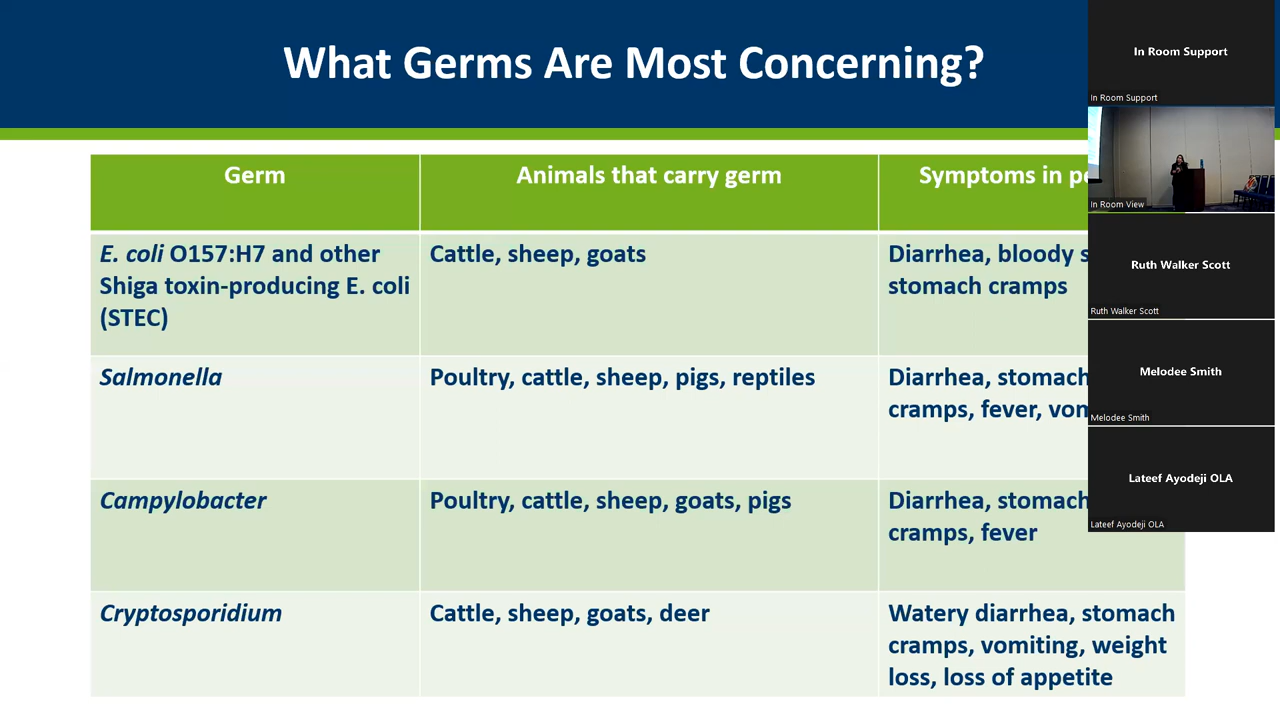 What Germs Are Most Concerning?
Germ
Animals that carry germ
Symptoms in
E. coli O157:H7 and other
Shiga toxin-producing E. coli
(STEC)
Cattle, sheep, goats
Diarrhea, bloody
stomach cramps
Salmonella
Poultry, cattle, sheep, pigs, reptiles
Diarrhea, stomach
cramps, fever,
Campylobacter
Poultry, cattle, sheep, goats, pigs
Diarrhea, stomach
cramps, fever
Cryptosporidium
Cattle, sheep, goats, deer
Watery diarrhea, stomach
cramps, vomiting, weight
loss, loss of appetite
In Room Support
In Room Support
In Room View
Ruth Walker Scott
Ruth Walker Scott
Melodee Smith
Melodee Smith
Lateef Ayodeji OLA
Lateef Ayodeji OLA